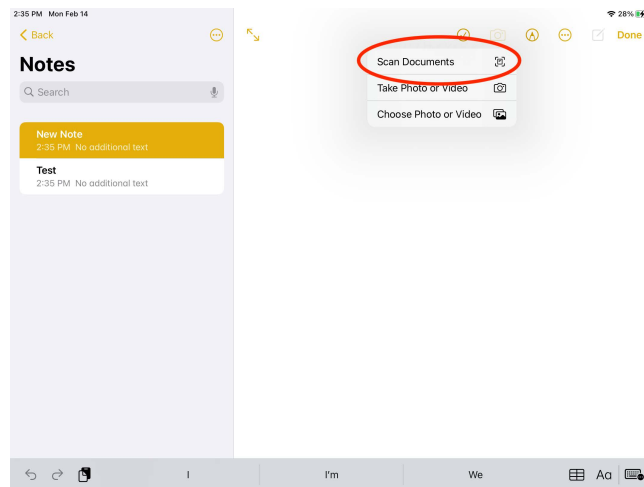 2:35 PM Mon Feb 14
28%
Back
Done
Notes
Search
New Note
2:35 PM No additional text
Test
2:35 PM No additional text
Scan Documents
Take Photo or Video
Choose Photo or Video
I
I'm
We
Aa